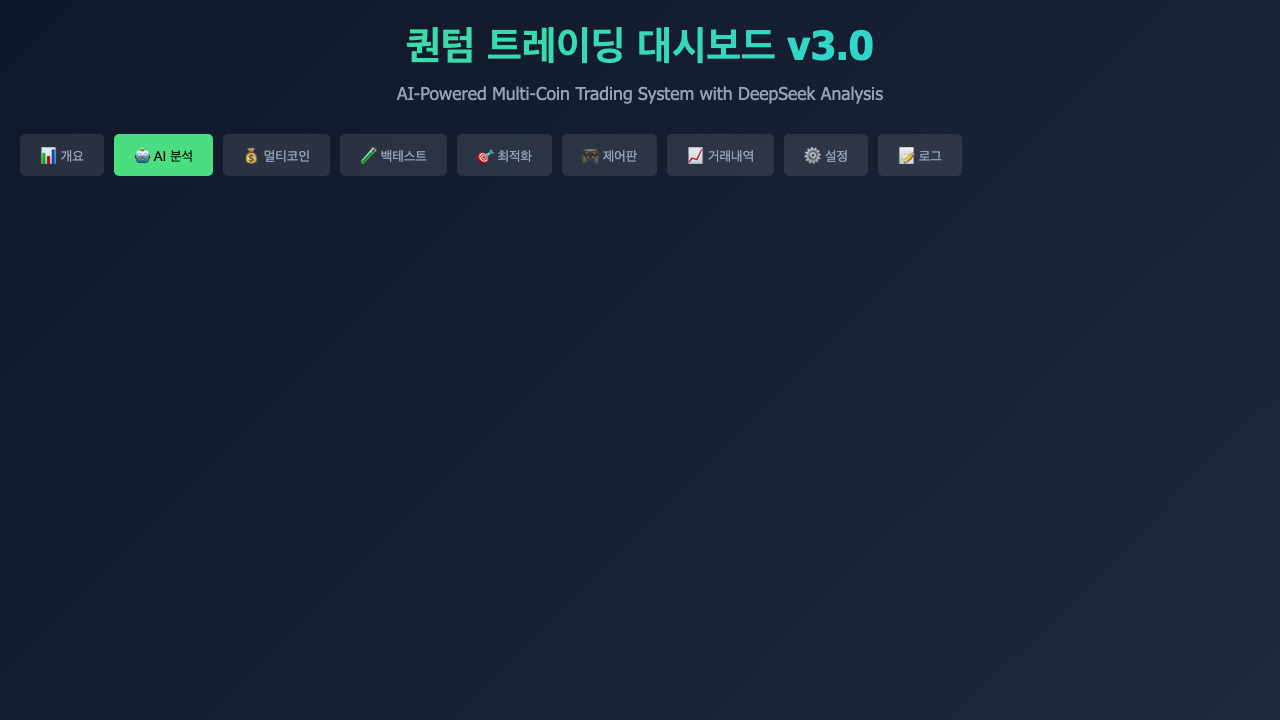 퀀텀 트레이딩 대시보드 v3.0
AI-Powered Multi-Coin Trading System with DeepSeek Analysis
📊 개요 🤖 AI 분석 💰 멀티코인 🧪 백테스트 🎯 최적화 🎮 제어판 📈 거래내역 ⚙️ 설정 📝 로그